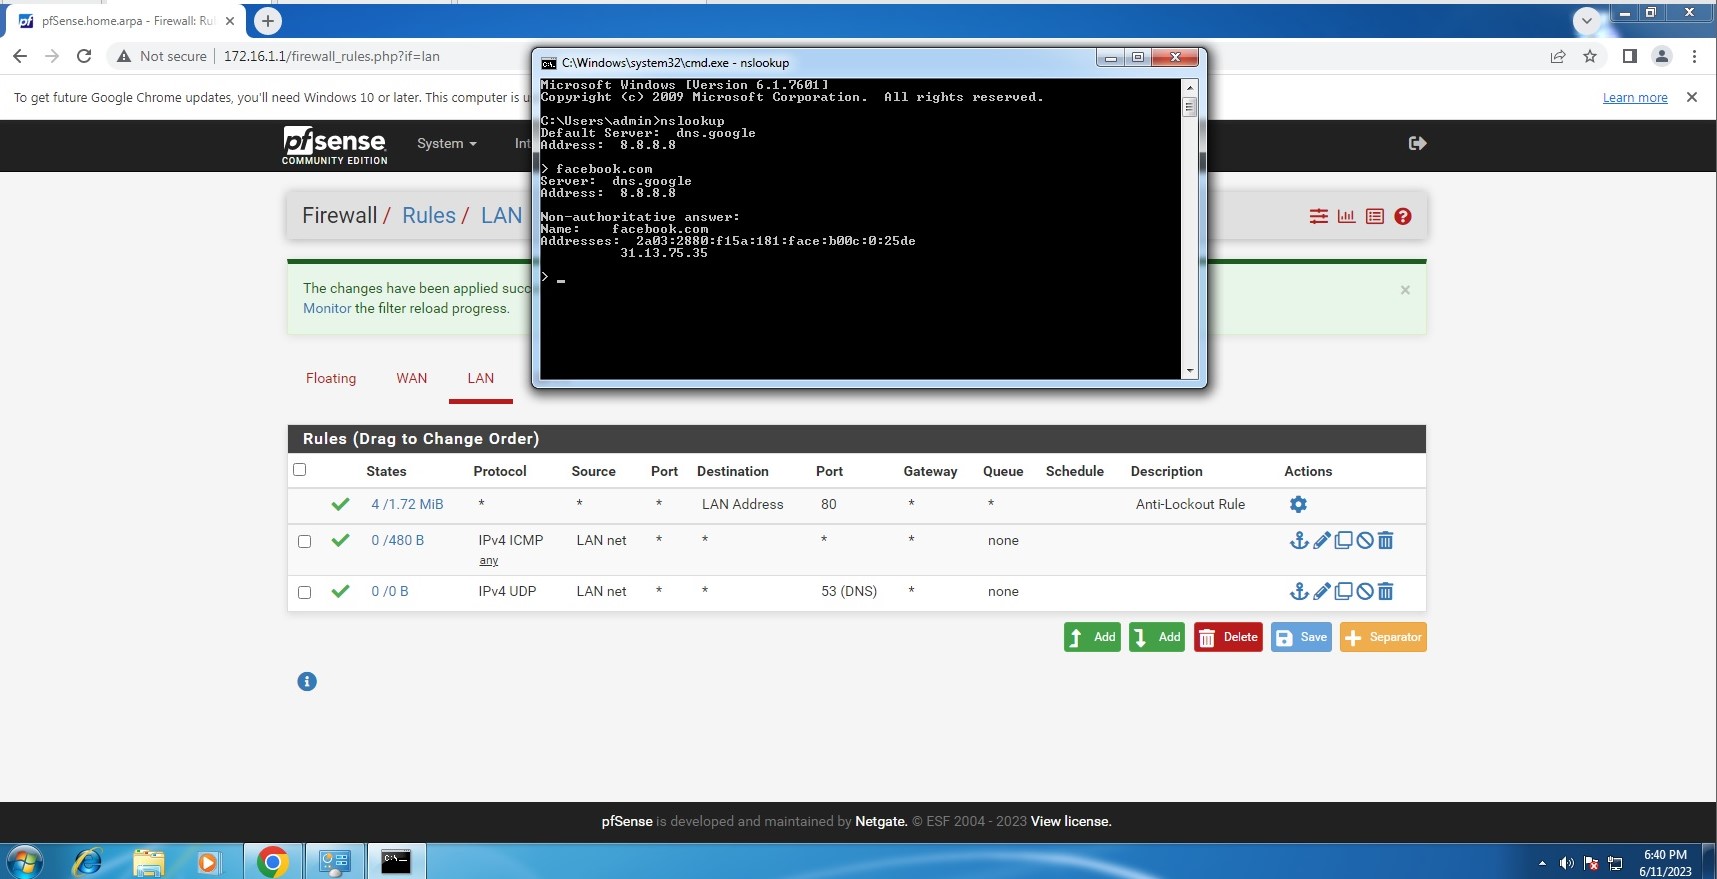 pfSense.home.arpa - Firewall: Rul
Not secure
172.16.1.1/firewall_rules.php?if=lan
To get future Google Chrome updates, you'll need Windows 10 or later. This computer is u
Learn more
C:\Windows\system32\cmd.exe - nslookup
Microsoft Windows [Version 6.1.7601]
Copyright (c) 2009 Microsoft Corporation.  All rights reserved.
C:\Users\admin>nslookup
Default Server:  dns.google
Address:  8.8.8.8
> facebook.com
Server:  dns.google
Address:  8.8.8.8
Non-authoritative answer:
Name:    facebook.com
Addresses:  2a03:2880:f15a:181:face:b00c:0:25de
31.13.75.35
>
pfsense
COMMUNITY EDITION
System
Int
Firewall / Rules / LAN
The changes have been applied succ
Monitor the filter reload progress.
Floating WAN LAN
Rules (Drag to Change Order)
States Protocol Source Port Destination Port Gateway Queue Schedule Description Actions
4 /1.72 MiB * * * LAN Address 80 * * Anti-Lockout Rule
0 /480 B IPv4 ICMP LAN net * * * * none
any
0 /0 B IPv4 UDP LAN net * * 53 (DNS) * none
Add Add Delete Save Separator
pfSense is developed and maintained by Netgate. © ESF 2004 - 2023 View license.
6:40 PM
6/11/2023